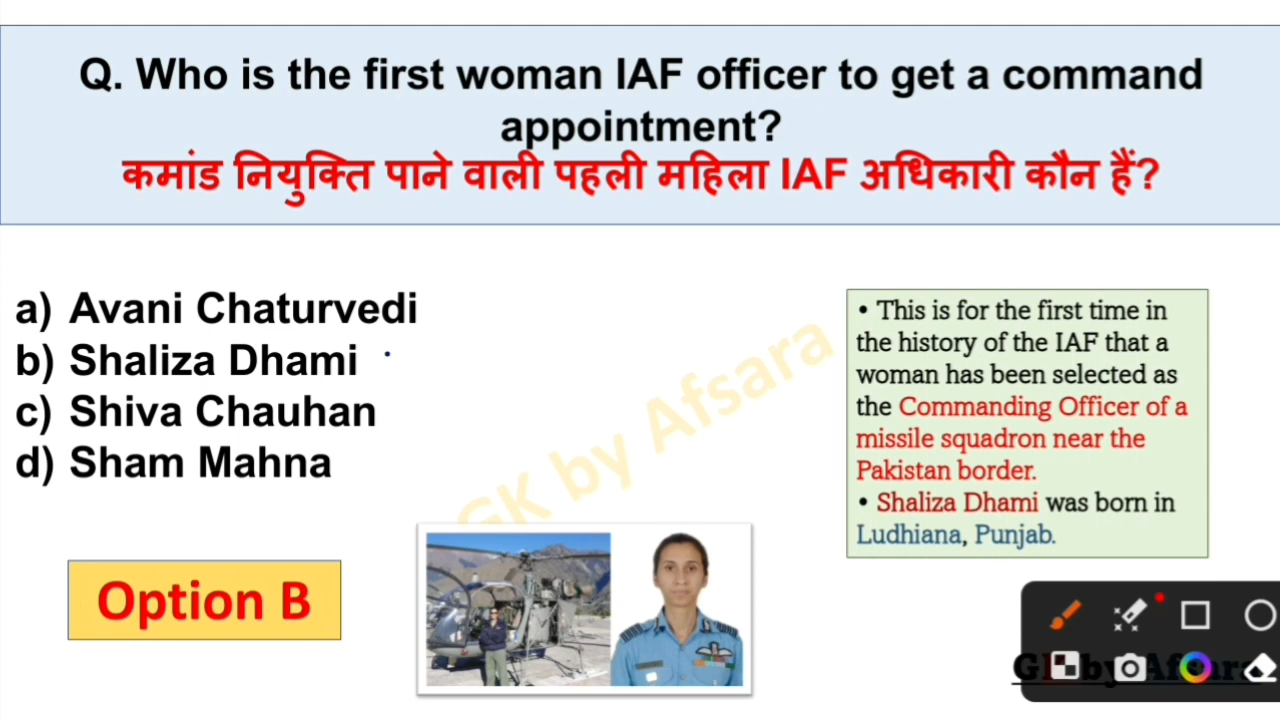 Q. Who is the first woman IAF officer to get a command
appointment?
कमांड नियुक्ति पाने वाली पहली महिला IAF अधिकारी कौन हैं?
a) Avani Chaturvedi
b) Shaliza Dhami
c) Shiva Chauhan
d) Sham Mahna
• This is for the first time in
the history of the IAF that a
woman has been selected as
the Commanding Officer of a
missile squadron near the
Pakistan border.
• Shaliza Dhami was born in
Ludhiana, Punjab.
GK by Afsara
Option B
GK by Afsara